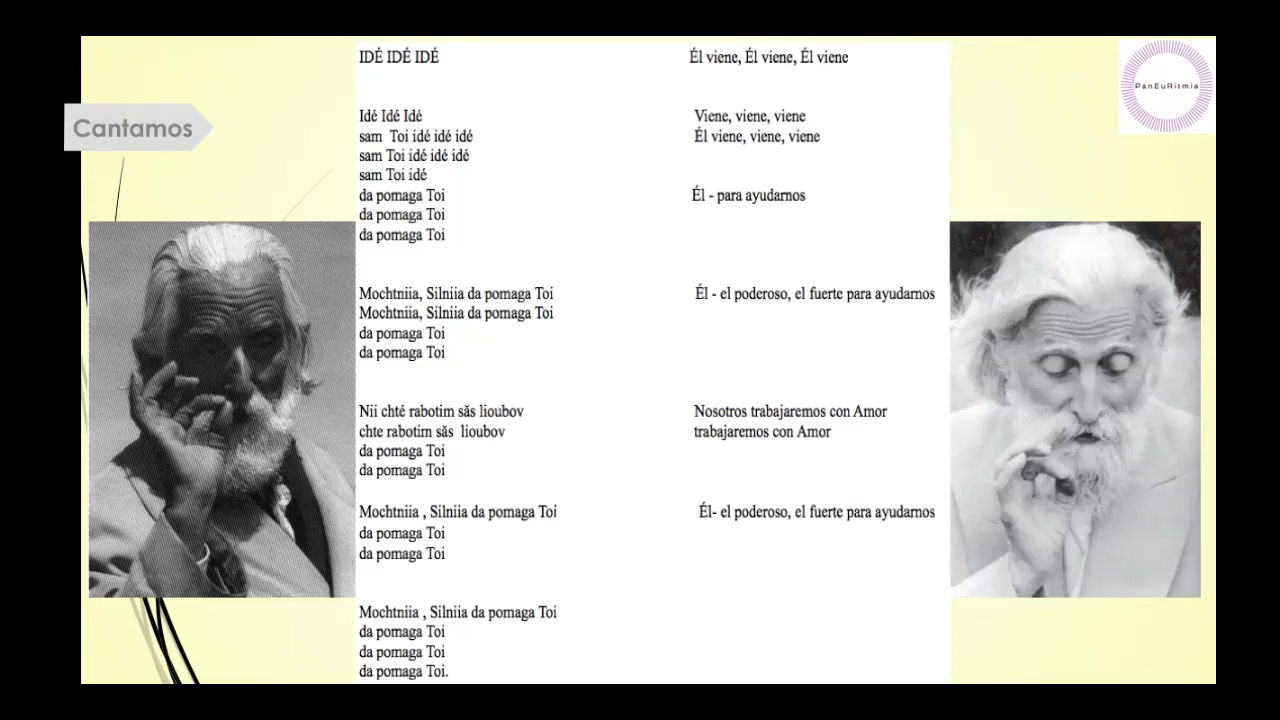 Cantamos
PanEuRitmia
IDÉ IDÉ IDÉ
Idé Idé Idé
sam Toi idé idé idé
sam Toi idé idé idé
sam Toi idé
da pomaga Toi
da pomaga Toi
da pomaga Toi
Mochtniia, Silniia da pomaga Toi
Mochtniia, Silniia da pomaga Toi
da pomaga Toi
da pomaga Toi
Nii chté rabotim săs lioubov
chte rabotim săs lioubov
da pomaga Toi
da pomaga Toi
Mochtniia , Silniia da pomaga Toi
da pomaga Toi
da pomaga Toi
Mochtniia , Silniia da pomaga Toi
da pomaga Toi
da pomaga Toi
da pomaga Toi.
Él viene, Él viene, Él viene
Viene, viene, viene
Él viene, viene, viene
Él - para ayudarnos
Él - el poderoso, el fuerte para ayudarnos
Nosotros trabajaremos con Amor
trabajaremos con Amor
Él- el poderoso, el fuerte para ayudarnos